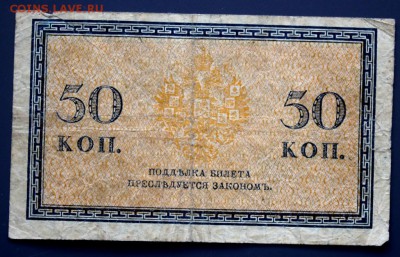 COINS.LAVE.RU
50 50
КОП. КОП.
ПОДДѢЛКА БИЛЕТА
ПРЕСЛѢДУЕТСЯ ЗАКОНОМЪ.